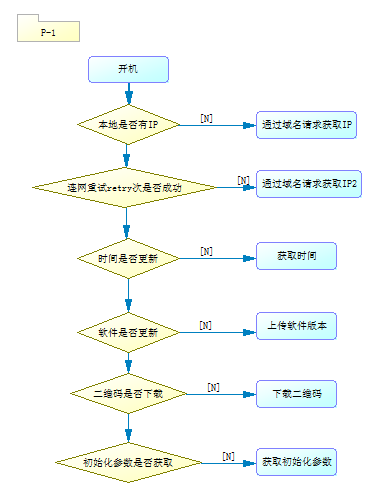 P-1
开机
本地是否有IP
[N]
通过域名请求获取IP
连网重试retry次是否成功
[N]
通过域名请求获取IP2
时间是否更新
[N]
获取时间
软件是否更新
[N]
上传软件版本
二维码是否下载
[N]
下载二维码
初始化参数是否获取
[N]
获取初始化参数